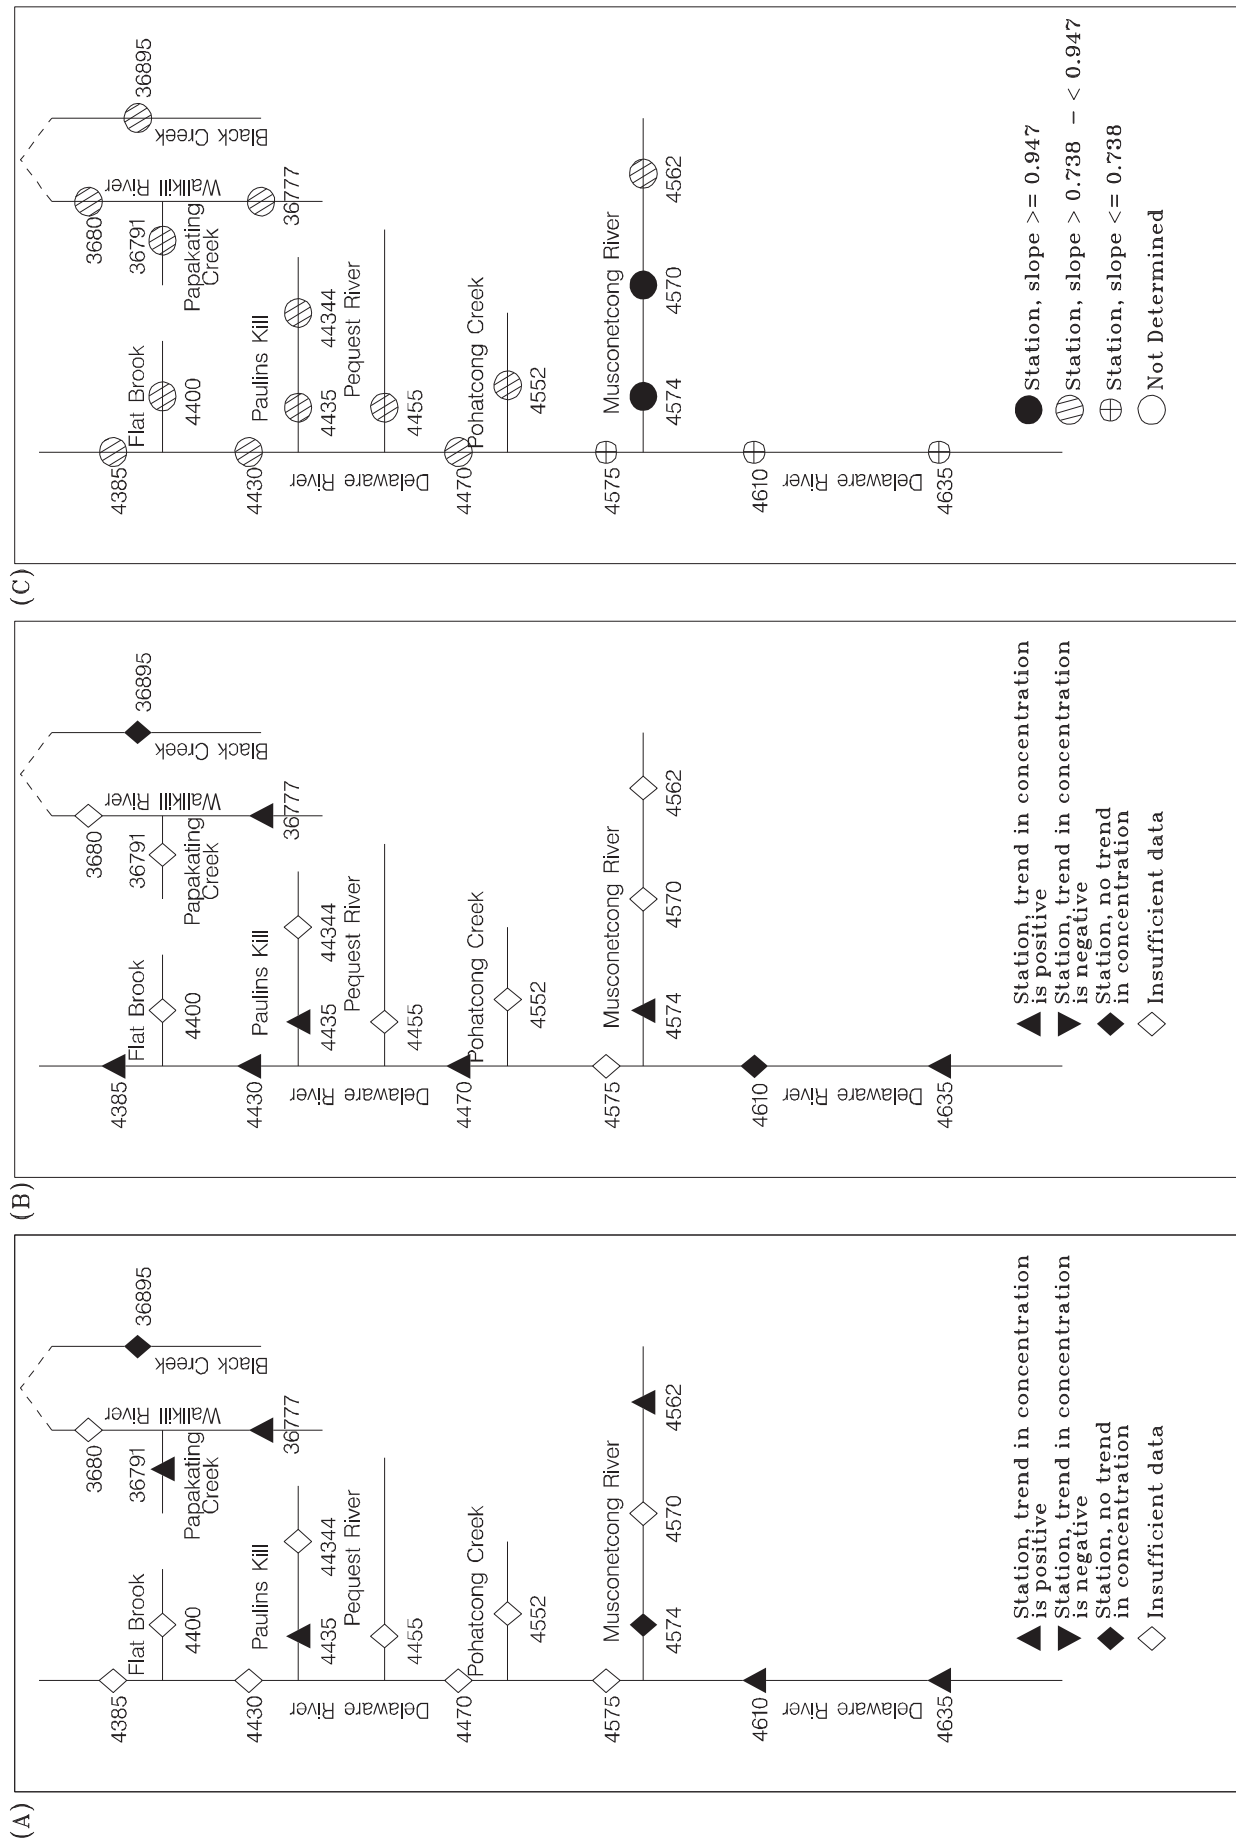 (A)
4385
Flat Brook
4400
3680
36791
Papakating
Creek
Wallkill
River
36777
36895
Black Creek
4430
Paulins Kill
4435
44344
Delaware River
Pequest River
4455
4470
Pohatcong Creek
4552
4575
Musconetcong River
4574
4570
4562
4610
Delaware River
4635
Station, trend in concentration
is positive
Station, trend in concentration
is negative
Station, no trend
in concentration
Insufficient data
(B)
4385
Flat Brook
4400
3680
36791
Papakating
Creek
Wallkill
River
36777
36895
Black Creek
4430
Paulins Kill
4435
44344
Delaware River
Pequest River
4455
4470
Pohatcong Creek
4552
4575
Musconetcong River
4574
4570
4562
4610
Delaware River
4635
Station, trend in concentration
is positive
Station, trend in concentration
is negative
Station, no trend
in concentration
Insufficient data
(C)
4385
Flat Brook
4400
3680
36791
Papakating
Creek
Wallkill
River
36777
36895
Black Creek
4430
Paulins Kill
4435
44344
Delaware River
Pequest River
4455
4470
Pohatcong Creek
4552
4575
Musconetcong River
4574
4570
4562
4610
Delaware River
4635
Station, slope >= 0.947
Station, slope > 0.738 - < 0.947
Station, slope <= 0.738
Not Determined